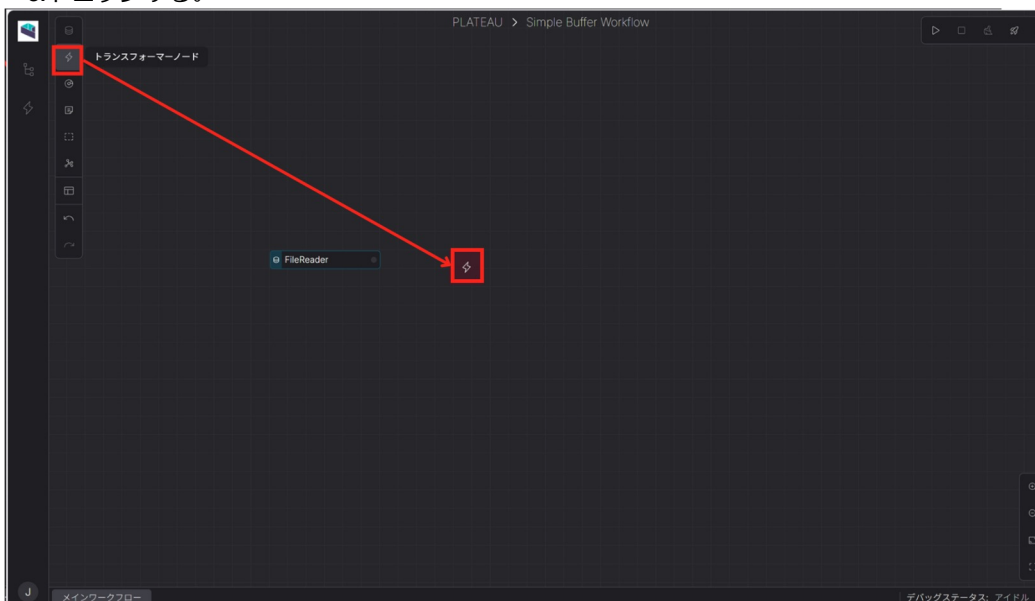 PLATEAU > Simple Buffer Workflow
トランスフォーマーノード
FileReader
J
メインワークフロー
デバッグステータス: アイドル